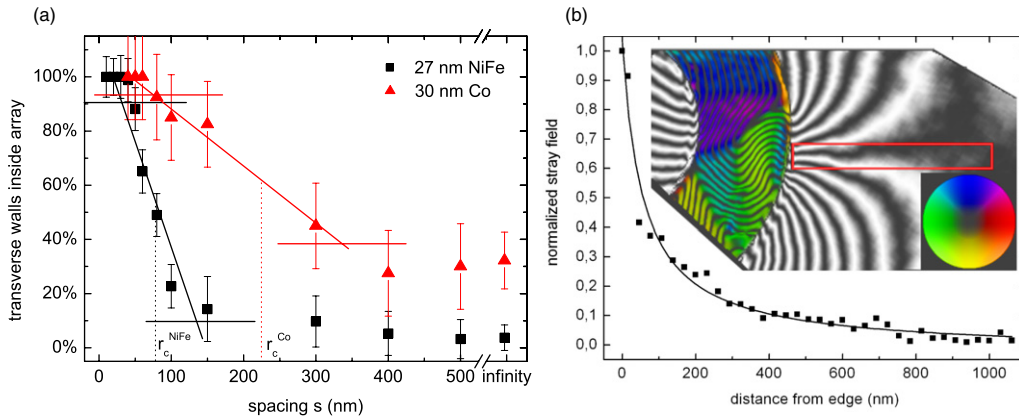 (a)
transverse walls inside array
100%
80%
60%
40%
20%
0%
27 nm NiFe
30 nm Co
r_c^NiFe
r_c^Co
0 100 200 300 400 500 infinity
spacing s (nm)
(b)
normalized stray field
1,0
0,9
0,8
0,7
0,6
0,5
0,4
0,3
0,2
0,1
0,0
0 200 400 600 800 1000
distance from edge (nm)